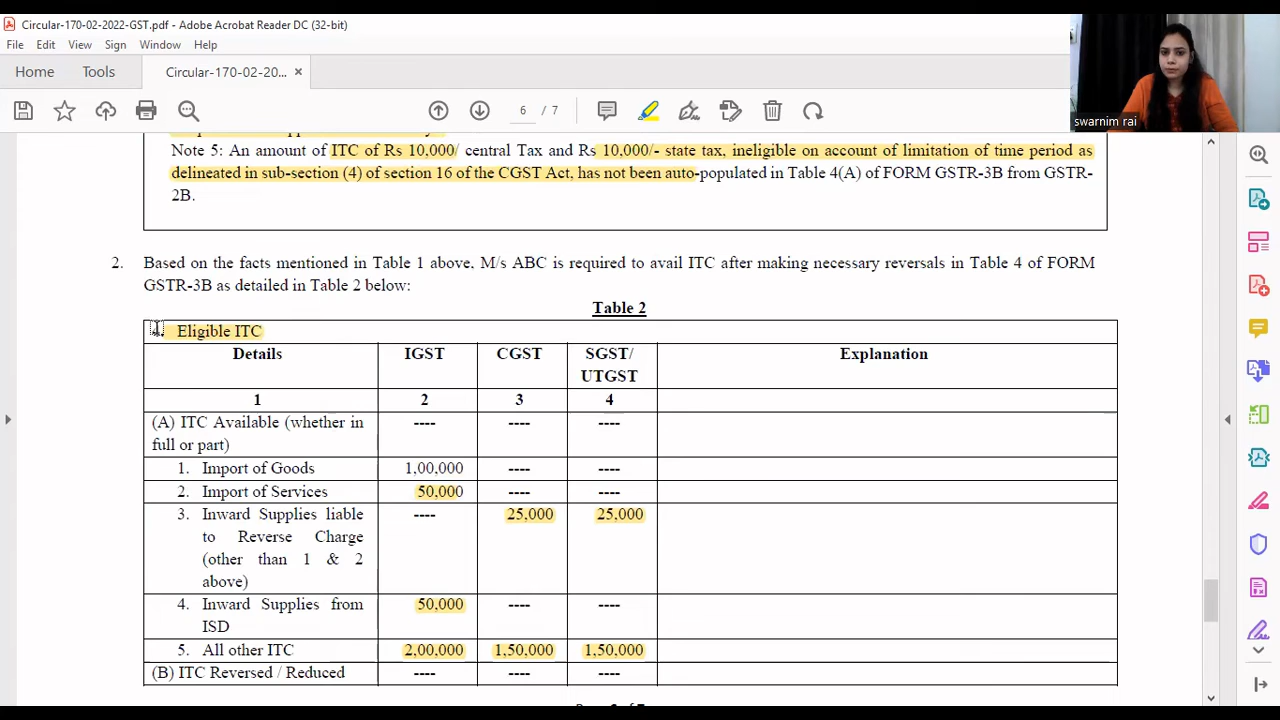 Circular-170-02-2022-GST.pdf - Adobe Acrobat Reader DC (32-bit)
File Edit View Sign Window Help
Home Tools Circular-170-02-20... ×
6 / 7
swarnim rai
Note 5: An amount of ITC of Rs 10,000/ central Tax and Rs 10,000/- state tax, ineligible on account of limitation of time period as
delineated in sub-section (4) of section 16 of the CGST Act, has not been auto-populated in Table 4(A) of FORM GSTR-3B from GSTR-
2B.
2. Based on the facts mentioned in Table 1 above, M/s ABC is required to avail ITC after making necessary reversals in Table 4 of FORM
GSTR-3B as detailed in Table 2 below:
Table 2
Eligible ITC
Details IGST CGST SGST/ Explanation
UTGST
1 2 3 4
(A) ITC Available (whether in ---- ---- ----
full or part)
1. Import of Goods 1,00,000 ---- ----
2. Import of Services 50,000 ---- ----
3. Inward Supplies liable ---- 25,000 25,000
to Reverse Charge
(other than 1 & 2
above)
4. Inward Supplies from 50,000 ---- ----
ISD
5. All other ITC 2,00,000 1,50,000 1,50,000
(B) ITC Reversed / Reduced ---- ---- ----